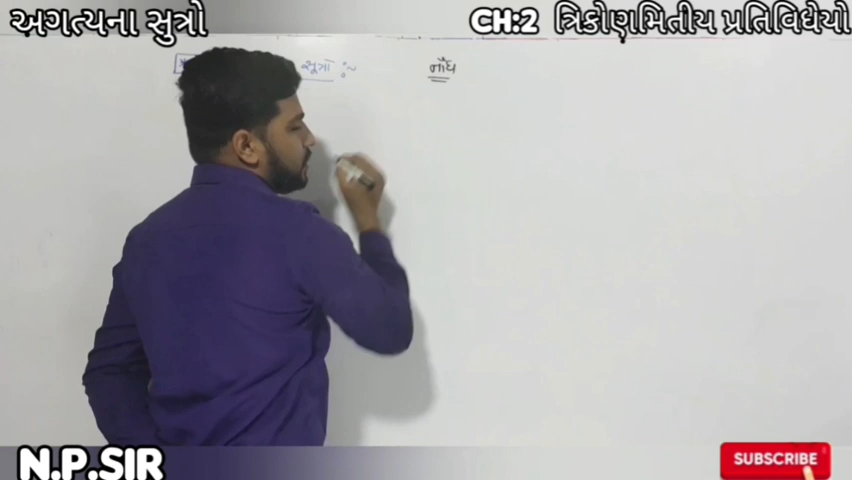 અગત્યના સુત્રો
CH:2 ત્રિકોણમિતીય પ્રતિવિધેયો
સૂત્રો :~
નોંધ
N.P.SIR
SUBSCRIBE